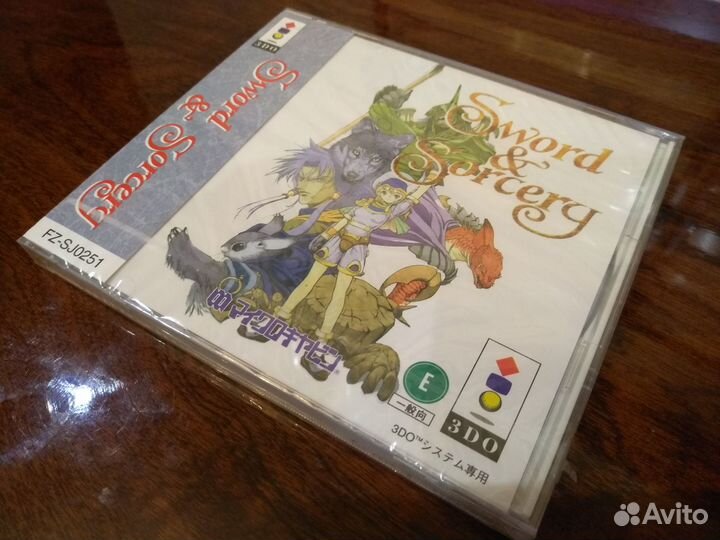 3DO
Sword
& Sorcery
FZ-SJ0251
Sword
&
Sorcery
マイクロキャビン
E
一般向
3DO
3DO™システム専用
Avito